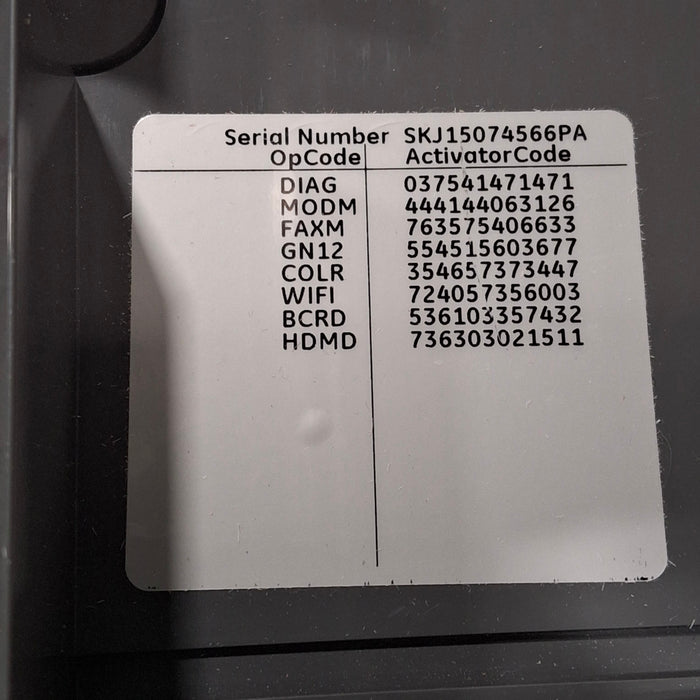 Serial Number SKJ15074566PA
OpCode ActivatorCode
DIAG 037541471471
MODM 444144063126
FAXM 763575406633
GN12 554515603677
COLR 354657373447
WIFI 724057356003
BCRD 536103357432
HDMD 736303021511